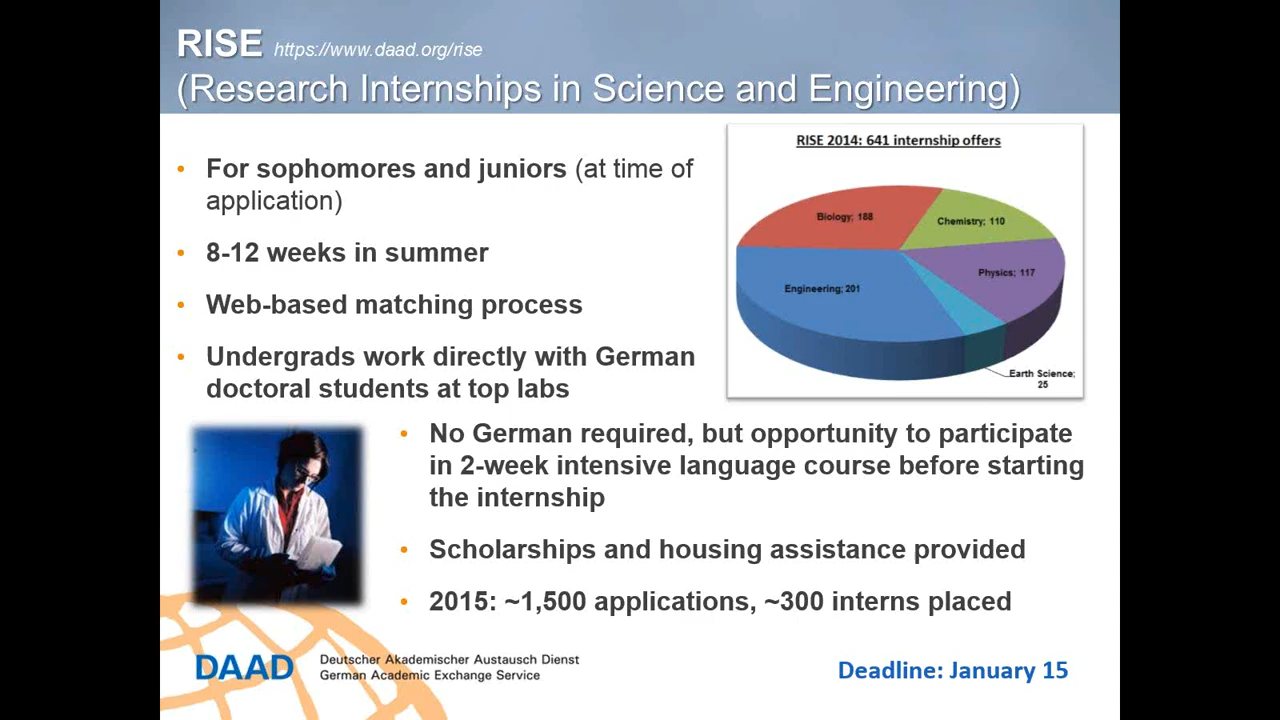 RISE https://www.daad.org/rise
(Research Internships in Science and Engineering)
• For sophomores and juniors (at time of
application)
• 8-12 weeks in summer
• Web-based matching process
• Undergrads work directly with German
doctoral students at top labs
RISE 2014: 641 internship offers
Biology; 188
Chemistry; 110
Physics; 117
Engineering; 201
Earth Science;
25
• No German required, but opportunity to participate
in 2-week intensive language course before starting
the internship
• Scholarships and housing assistance provided
• 2015: ~1,500 applications, ~300 interns placed
DAAD
Deutscher Akademischer Austausch Dienst
German Academic Exchange Service
Deadline: January 15